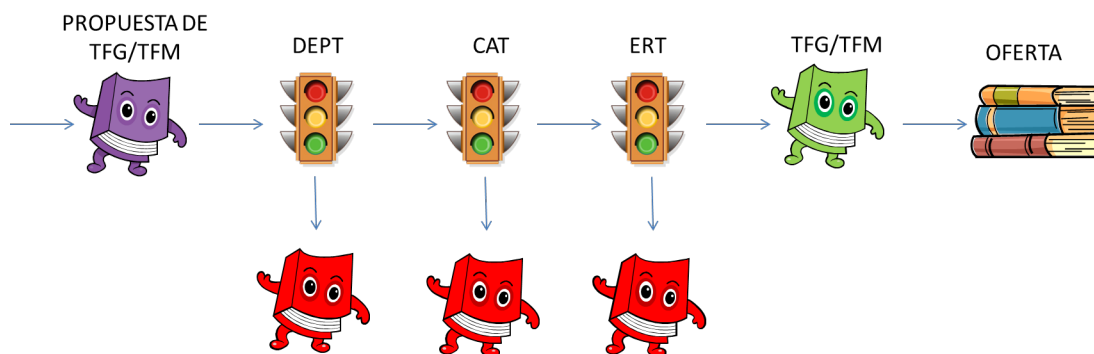 PROPUESTA DE
TFG/TFM
DEPT
CAT
ERT
TFG/TFM
OFERTA